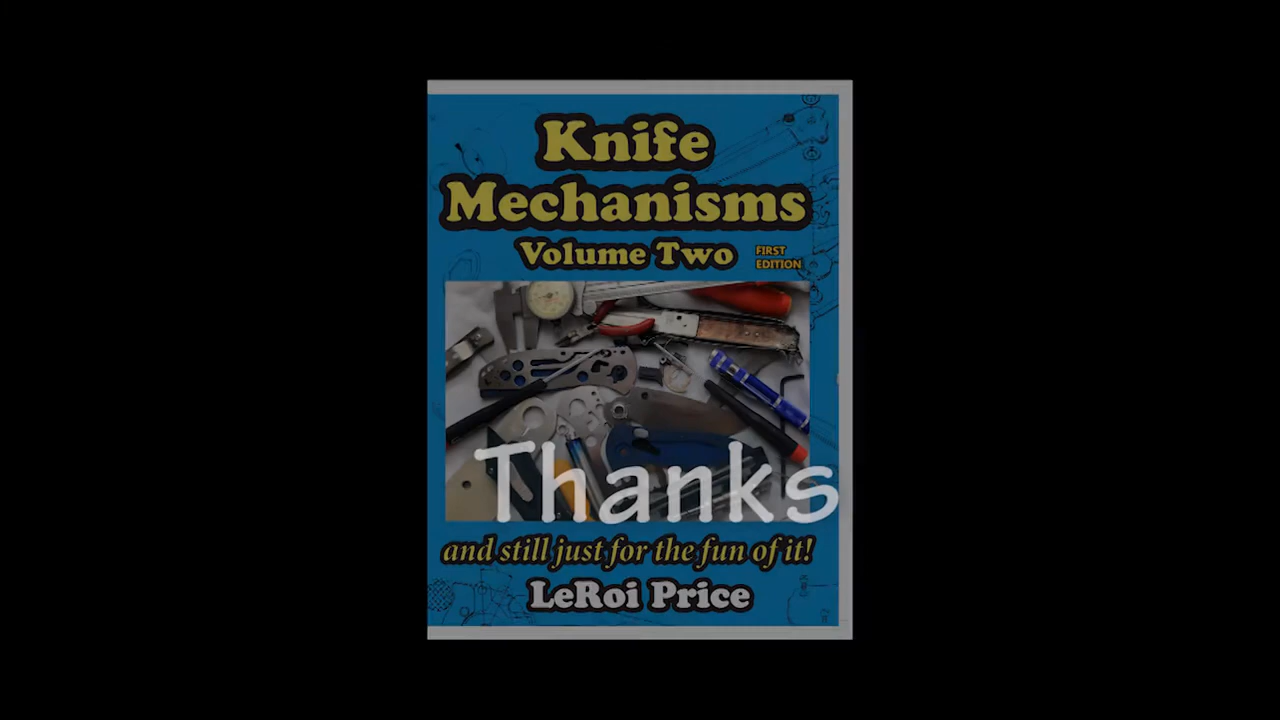 Knife
Mechanisms
Volume Two
FIRST
EDITION
Thanks
and still just for the fun of it!
LeRoi Price